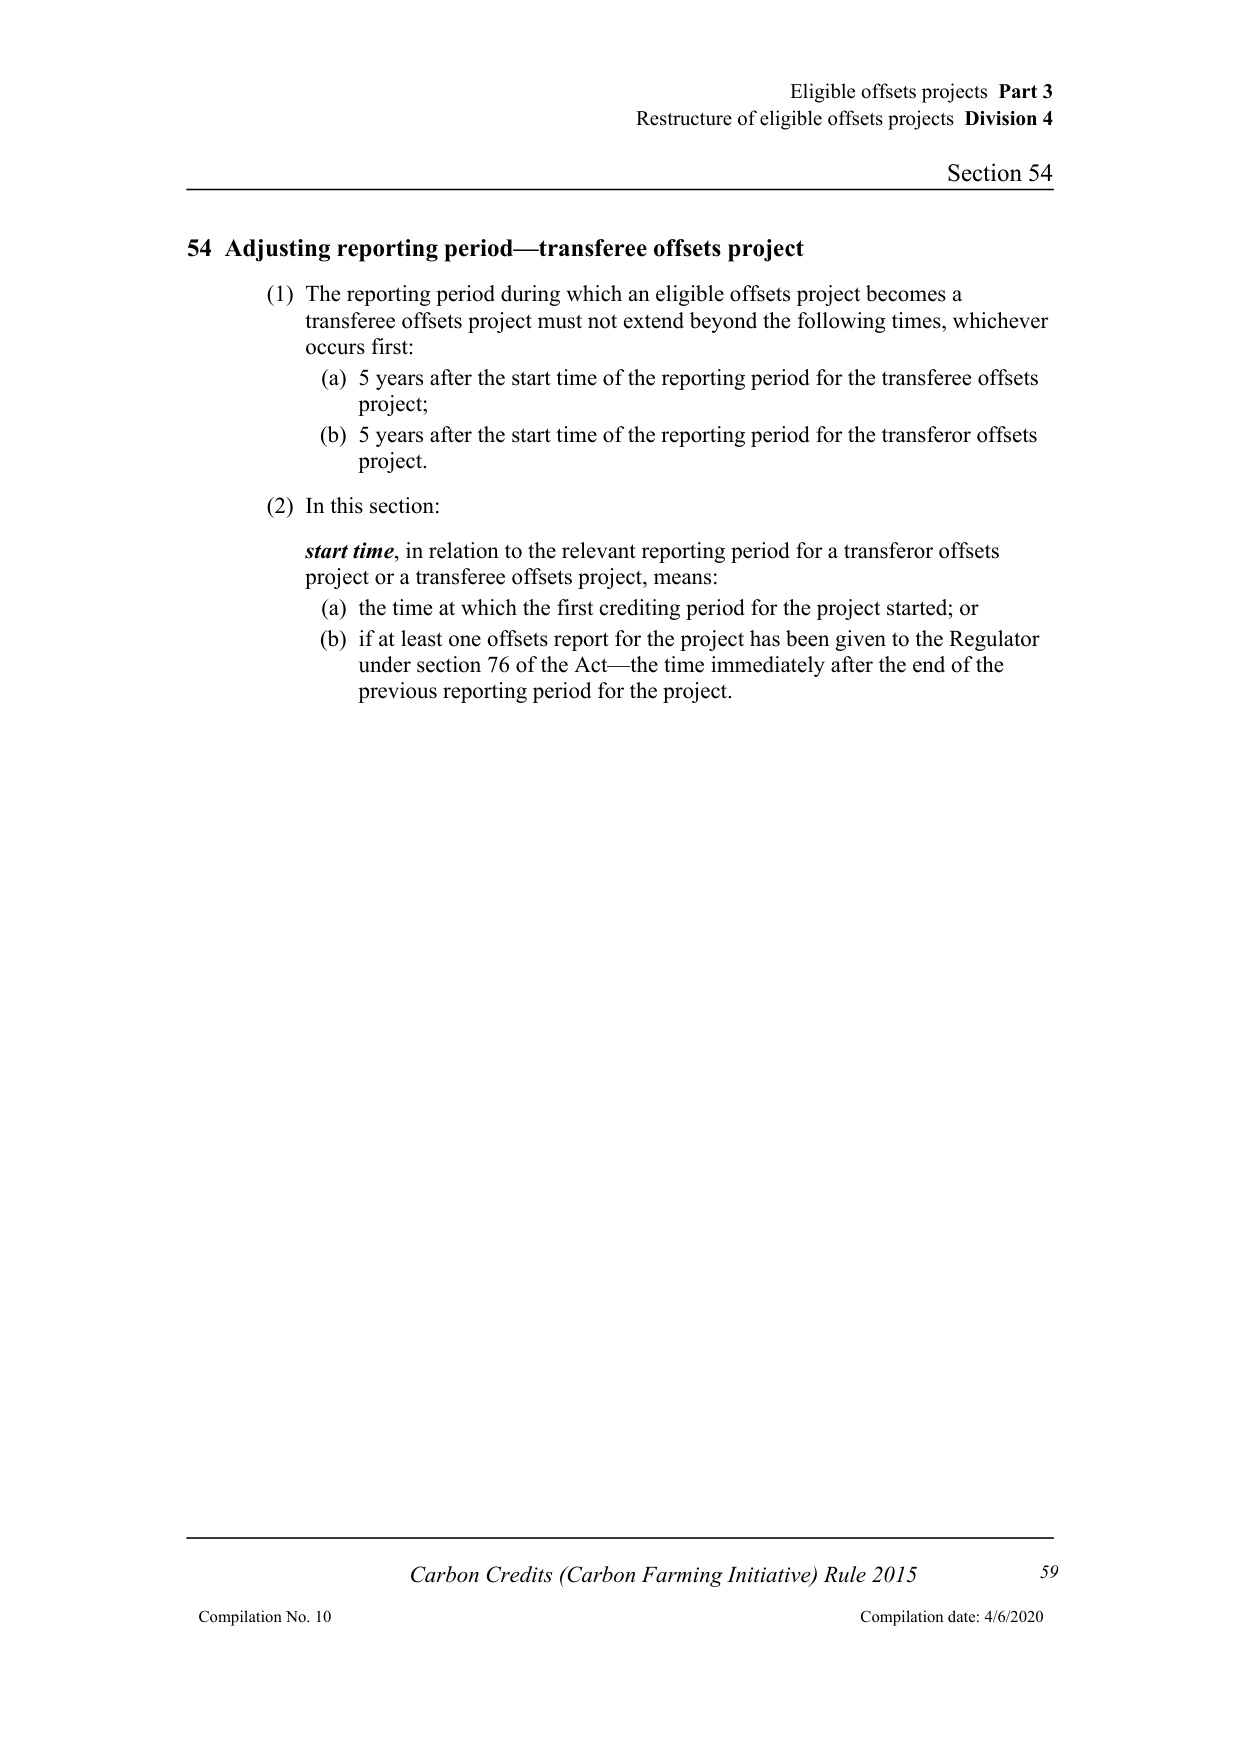 Eligible offsets projects  Part 3
Restructure of eligible offsets projects  Division 4
Section 54
54  Adjusting reporting period—transferee offsets project
(1) The reporting period during which an eligible offsets project becomes a
transferee offsets project must not extend beyond the following times, whichever
occurs first:
(a) 5 years after the start time of the reporting period for the transferee offsets
project;
(b) 5 years after the start time of the reporting period for the transferor offsets
project.
(2) In this section:
start time, in relation to the relevant reporting period for a transferor offsets
project or a transferee offsets project, means:
(a) the time at which the first crediting period for the project started; or
(b) if at least one offsets report for the project has been given to the Regulator
under section 76 of the Act—the time immediately after the end of the
previous reporting period for the project.
Carbon Credits (Carbon Farming Initiative) Rule 2015 59
Compilation No. 10 Compilation date: 4/6/2020